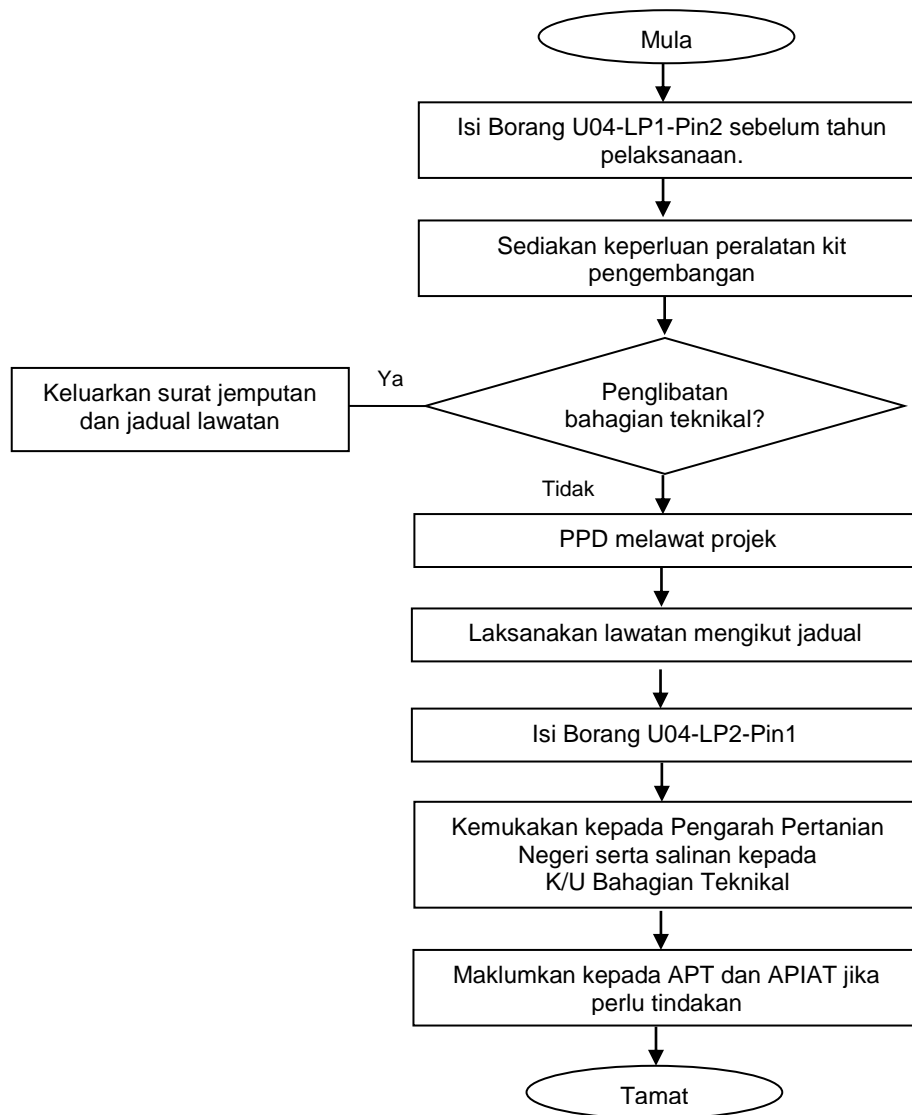 Mula
Isi Borang U04-LP1-Pin2 sebelum tahun
pelaksanaan.
Sediakan keperluan peralatan kit
pengembangan
Penglibatan
bahagian teknikal?
Ya
Keluarkan surat jemputan
dan jadual lawatan
Tidak
PPD melawat projek
Laksanakan lawatan mengikut jadual
Isi Borang U04-LP2-Pin1
Kemukakan kepada Pengarah Pertanian
Negeri serta salinan kepada
K/U Bahagian Teknikal
Maklumkan kepada APT dan APIAT jika
perlu tindakan
Tamat